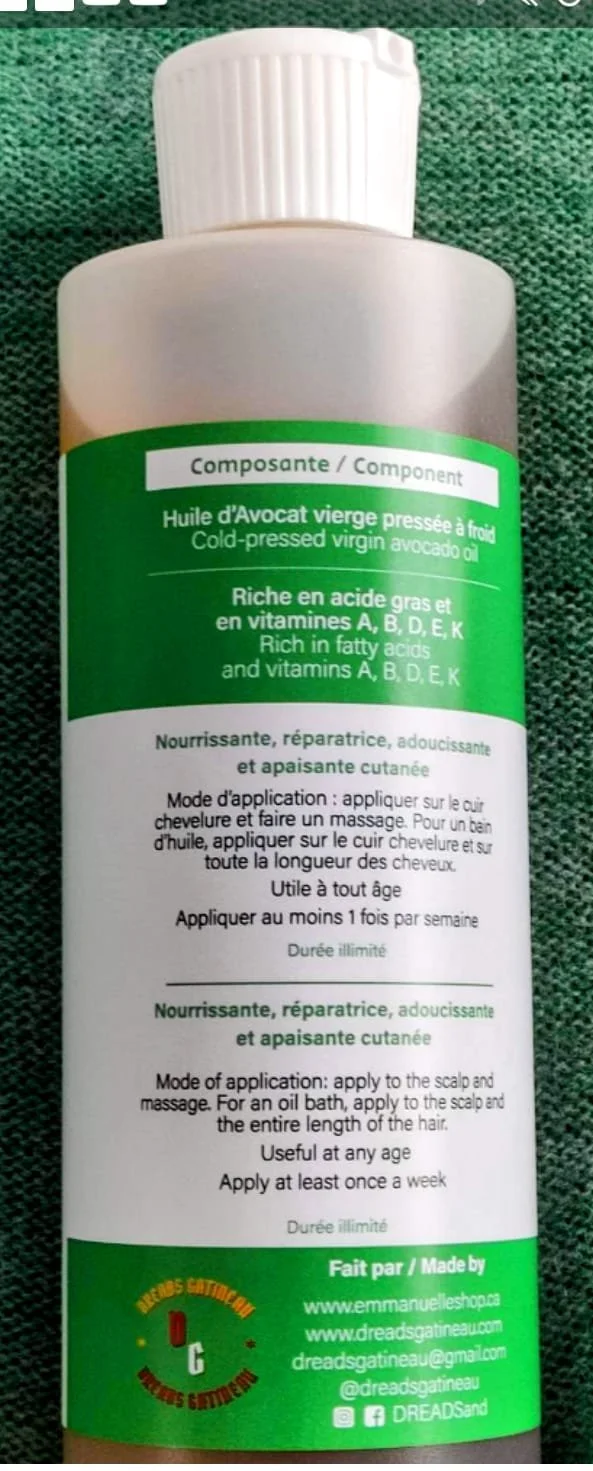 Composante / Component
Huile d'Avocat vierge pressée à froid
Cold-pressed virgin avocado oil
Riche en acide gras et
en vitamines A, B, D, E, K
Rich in fatty acids
and vitamins A, B, D, E, K
Nourrissante, réparatrice, adoucissante
et apaisante cutanée
Mode d'application : appliquer sur le cuir
chevelure et faire un massage. Pour un bain
d'huile, appliquer sur le cuir chevelure et sur
toute la longueur des cheveux.
Utile à tout âge
Appliquer au moins 1 fois par semaine
Durée illimité
Nourrissante, réparatrice, adoucissante
et apaisante cutanée
Mode of application: apply to the scalp and
massage. For an oil bath, apply to the scalp and
the entire length of the hair.
Useful at any age
Apply at least once a week
Durée illimité
Fait par / Made by
www.emmanuelleshop.ca
www.dreadsgatineau.com
dreadsgatineau@gmail.com
@dreadsgatineau
DREADSand
DREADS GATINEAU
D
G
DREADS GATINEAU